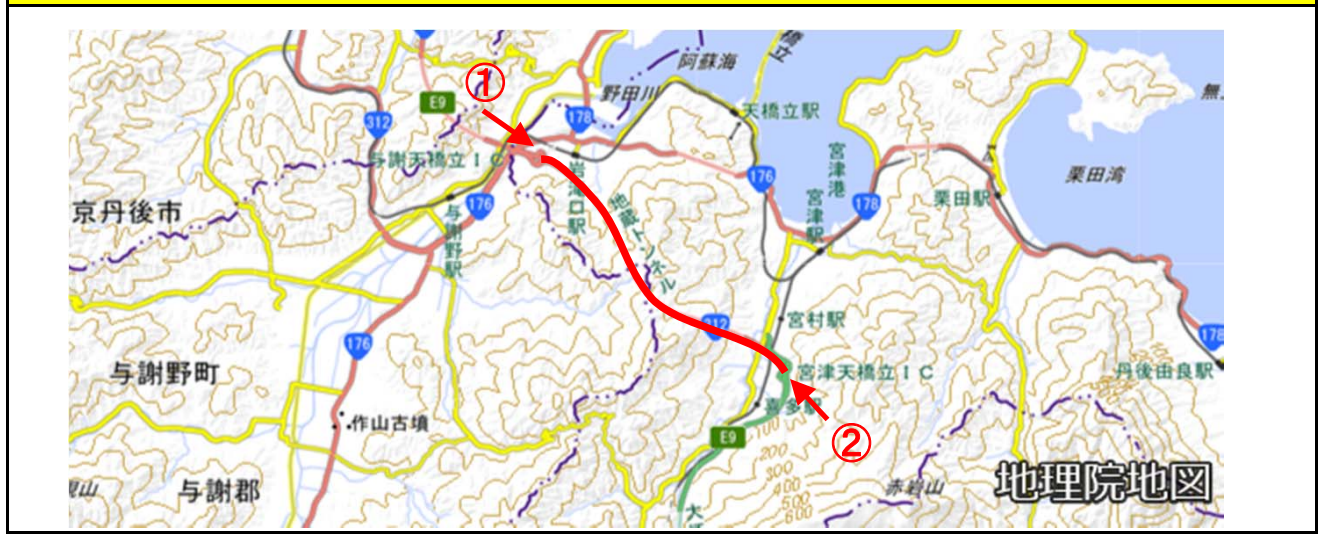 阿蘇海
①
野田川
E9
天橋立駅
312
178
宮津港
与謝天橋立IC
岩滝口駅
栗田湾
176
宮津駅
178
栗田駅
京丹後市
176
与謝野駅
地蔵トンネル
312
宮村駅
176
178
与謝野町
宮津天橋立IC
丹後由良駅
喜多駅
作山古墳
E9
②
200
300
400
500
600
与謝郡
赤岩山
地理院地図